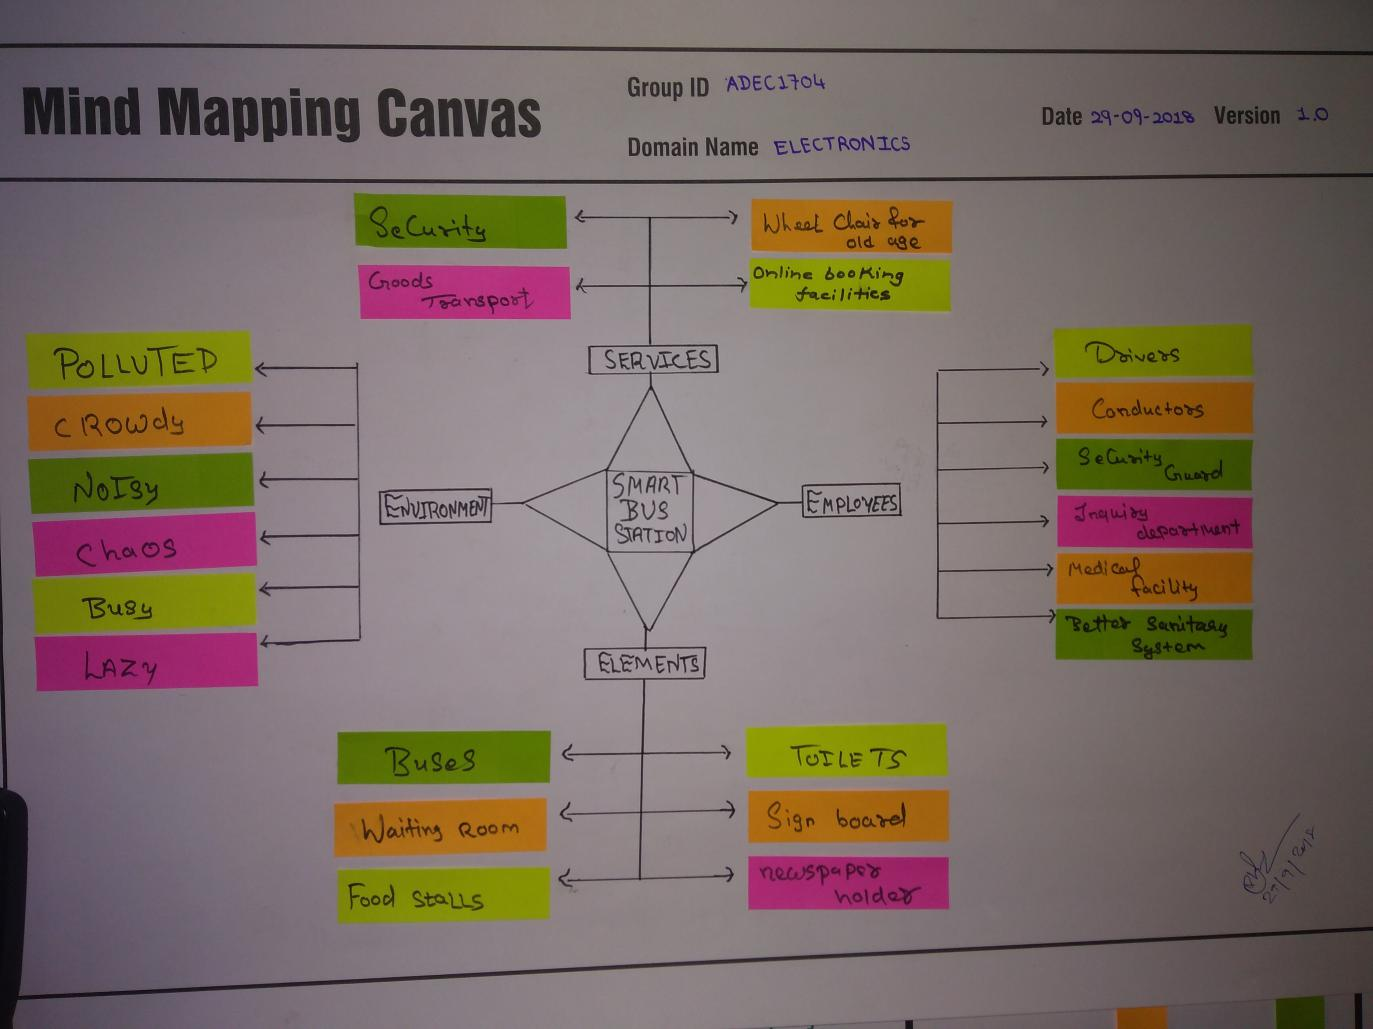 Mind Mapping Canvas
Group ID ADEC1704
Domain Name ELECTRONICS
Date 29-09-2018 Version 1.0
Security
Goods
Transport
Wheel Chair for
old age
Online booking
facilities
SERVICES
POLLUTED
CROWdy
NOISy
ChaOS
Busy
LAZy
ENVIRONMENT
SMART
BUS
STATION
EMPLOYEES
Drivers
Conductors
Security
Guard
Inquiry
department
Medical
facility
Better Sanitary
System
ELEMENTS
Buses
Waiting Room
Food Stalls
TOILETS
Sign board
newspaper
holder